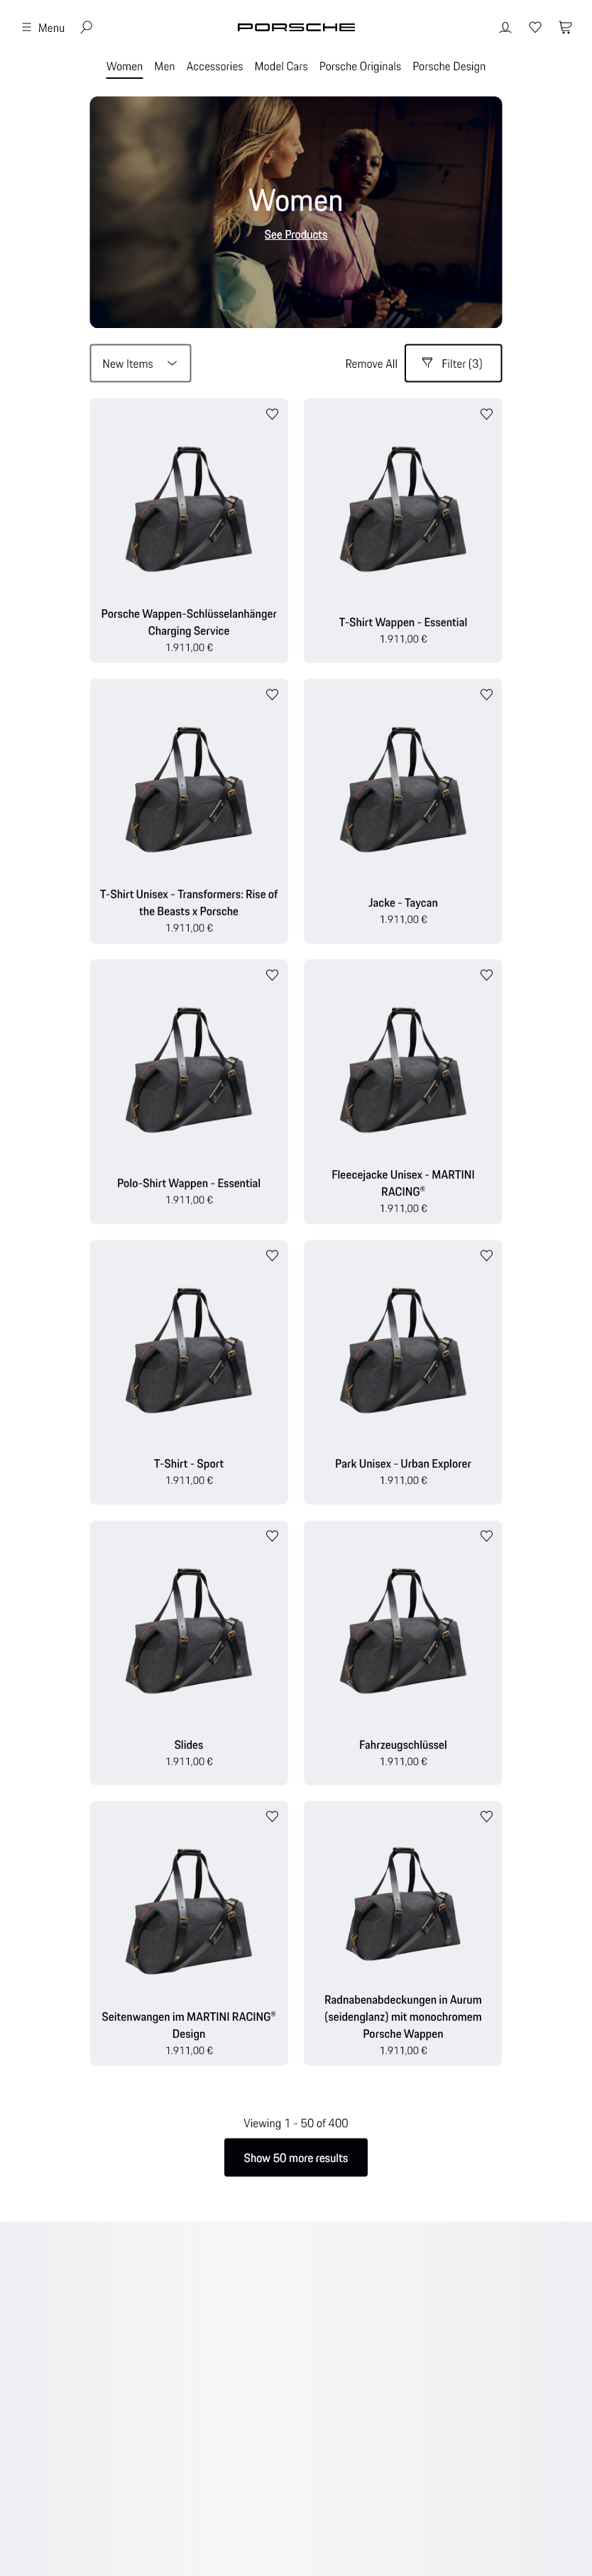 Menu
PORSCHE
Women Men Accessories Model Cars Porsche Originals Porsche Design
Women
See Products
New Items
Remove All
Filter (3)
Porsche Wappen-Schlüsselanhänger
Charging Service
1.911,00 €
T-Shirt Wappen - Essential
1.911,00 €
T-Shirt Unisex - Transformers: Rise of
the Beasts x Porsche
1.911,00 €
Jacke - Taycan
1.911,00 €
Polo-Shirt Wappen - Essential
1.911,00 €
Fleecejacke Unisex - MARTINI
RACING®
1.911,00 €
T-Shirt - Sport
1.911,00 €
Park Unisex - Urban Explorer
1.911,00 €
Slides
1.911,00 €
Fahrzeugschlüssel
1.911,00 €
Seitenwangen im MARTINI RACING®
Design
1.911,00 €
Radnabenabdeckungen in Aurum
(seidenglanz) mit monochromem
Porsche Wappen
1.911,00 €
Viewing 1 - 50 of 400
Show 50 more results